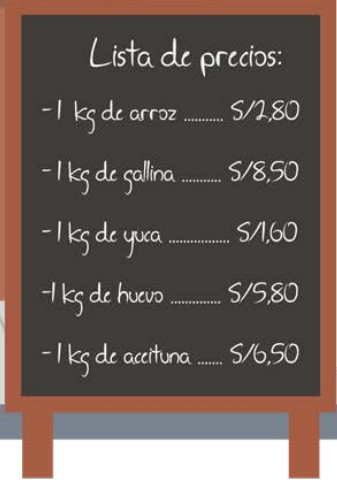 Lista de precios:
-1 kg de arroz .......... S/2,80
-1 kg de gallina .......... S/8,50
-1 kg de yuca ................. S/1,60
-1 kg de huevo .............. S/5,80
-1 kg de aceituna ....... S/6,50